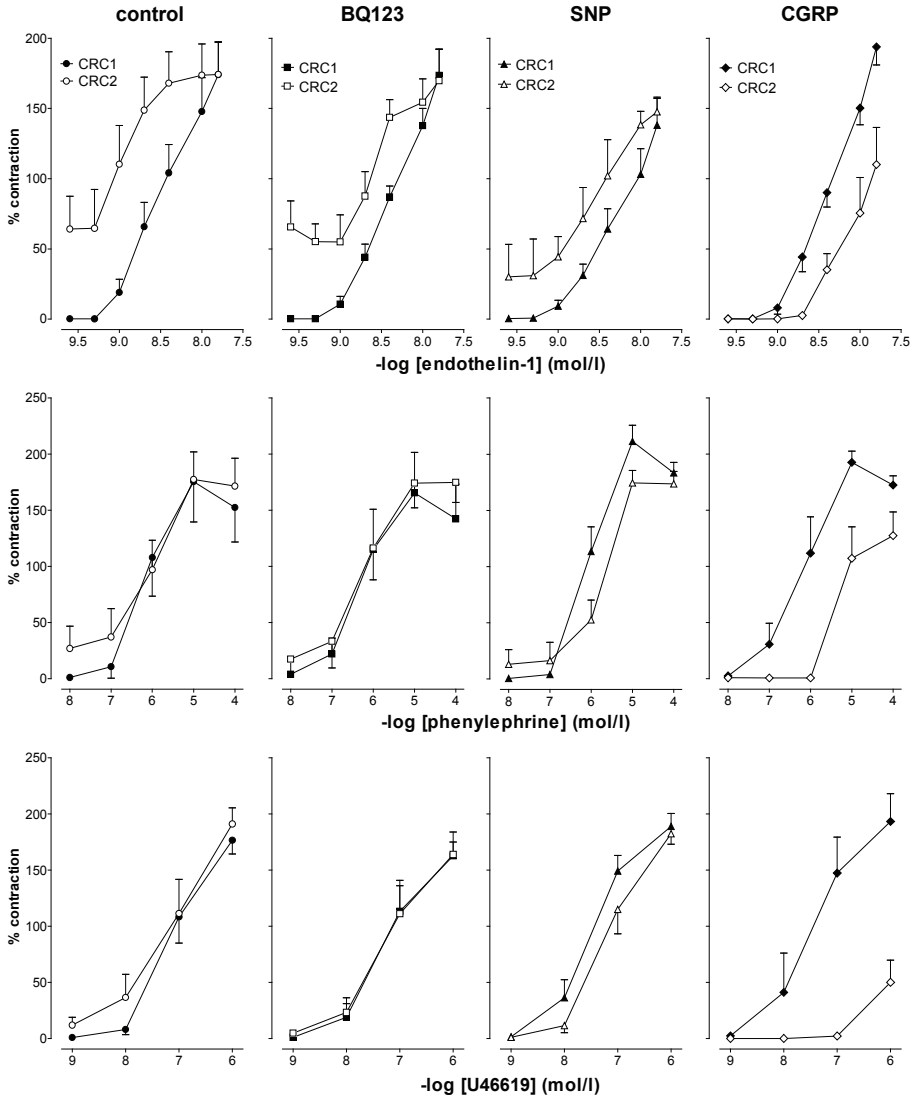 control BQ123 SNP CGRP
200
150
100
50
0
% contraction
CRC1
CRC2
CRC1
CRC2
CRC1
CRC2
CRC1
CRC2
9.5 9.0 8.5 8.0 7.5 9.5 9.0 8.5 8.0 7.5 9.5 9.0 8.5 8.0 7.5 9.5 9.0 8.5 8.0 7.5
-log [endothelin-1] (mol/l)
250
200
150
100
50
0
% contraction
8 7 6 5 4 8 7 6 5 4 8 7 6 5 4 8 7 6 5 4
-log [phenylephrine] (mol/l)
250
200
150
100
50
0
% contraction
9 8 7 6 9 8 7 6 9 8 7 6 9 8 7 6
-log [U46619] (mol/l)